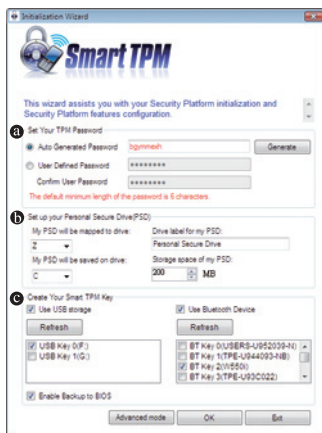 Initialization Wizard
Smart TPM
This wizard assists you with your Security Platform initialization and
Security Platform features configuration.
a Set Your TPM Password
Auto Generated Password bgymnexh Generate
User Defined Password ********
Confirm User Password ********
The default minimum length of the password is 6 characters.
b Set up your Personal Secure Drive(PSD)
My PSD will be mapped to drive: Drive label for my PSD:
Z Personal Secure Drive
My PSD will be saved on drive: Storage space of my PSD:
C 200 MB
c Create Your Smart TPM Key
Use USB storage Use Bluetooth Device
Refresh Refresh
USB Key 0(F:) BT Key 0(USERS-U952039-N)
USB Key 1(G:) BT Key 1(TPE-U944093-NB)
BT Key 2(W550i)
BT Key 3(TPE-U93C022)
Enable Backup to BIOS
Advanced mode OK Exit